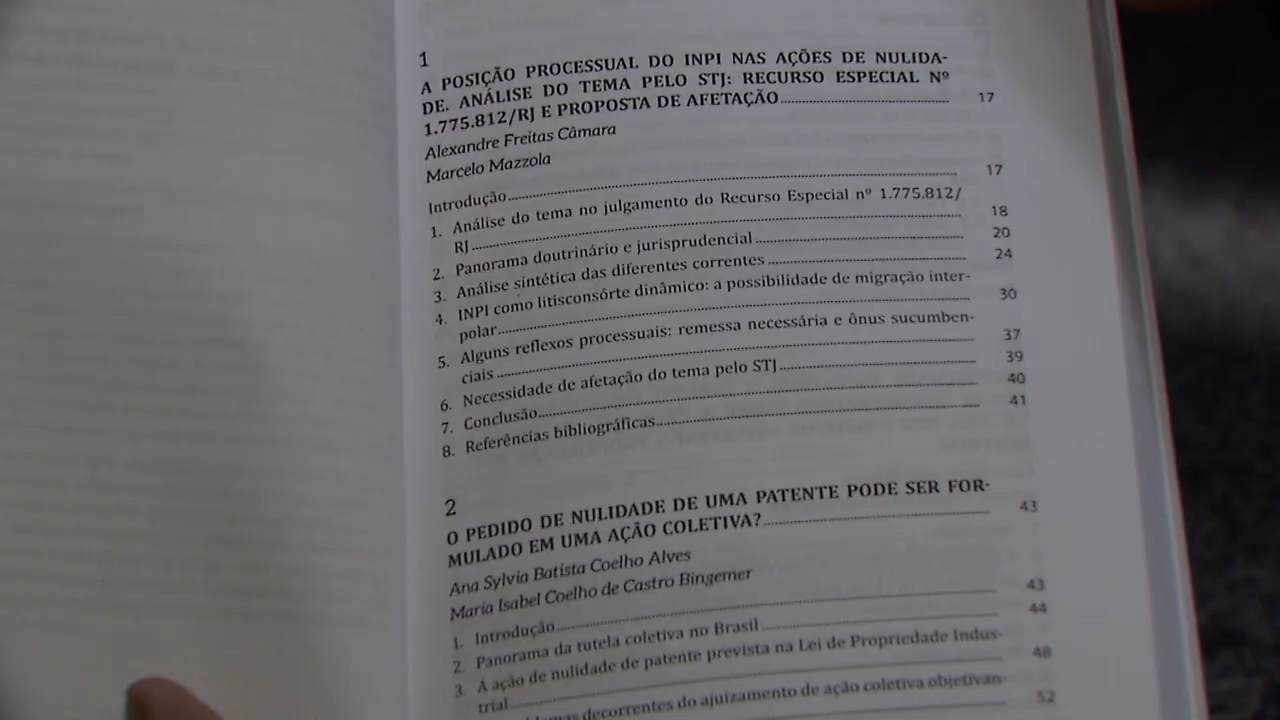 1
A POSIÇÃO PROCESSUAL DO INPI NAS AÇÕES DE NULIDA-
DE. ANÁLISE DO TEMA PELO STJ: RECURSO ESPECIAL Nº
1.775.812/RJ E PROPOSTA DE AFETAÇÃO 17
Alexandre Freitas Câmara
Marcelo Mazzola
Introdução 17
1. Análise do tema no julgamento do Recurso Especial nº 1.775.812/
RJ 18
2. Panorama doutrinário e jurisprudencial 20
3. Análise sintética das diferentes correntes 24
4. INPI como litisconsórte dinâmico: a possibilidade de migração inter-
polar 30
5. Alguns reflexos processuais: remessa necessária e ônus sucumben-
ciais 37
6. Necessidade de afetação do tema pelo STJ 39
7. Conclusão 40
8. Referências bibliográficas 41
2
O PEDIDO DE NULIDADE DE UMA PATENTE PODE SER FOR-
MULADO EM UMA AÇÃO COLETIVA? 43
Ana Sylvia Batista Coelho Alves
Maria Isabel Coelho de Castro Bingemer
1. Introdução 43
2. Panorama da tutela coletiva no Brasil 44
3. A ação de nulidade de patente prevista na Lei de Propriedade Indus-
trial 48
decorrentes do ajuizamento de ação coletiva objetivan-
52